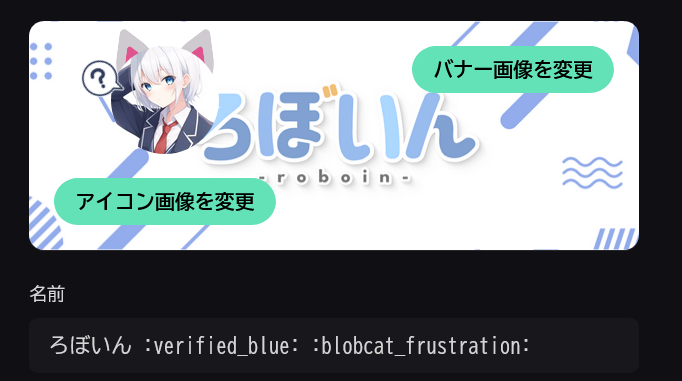 ?
バナー画像を変更
ろぼいん
-roboin-
アイコン画像を変更
名前
ろぼいん :verified_blue: :blobcat_frustration: